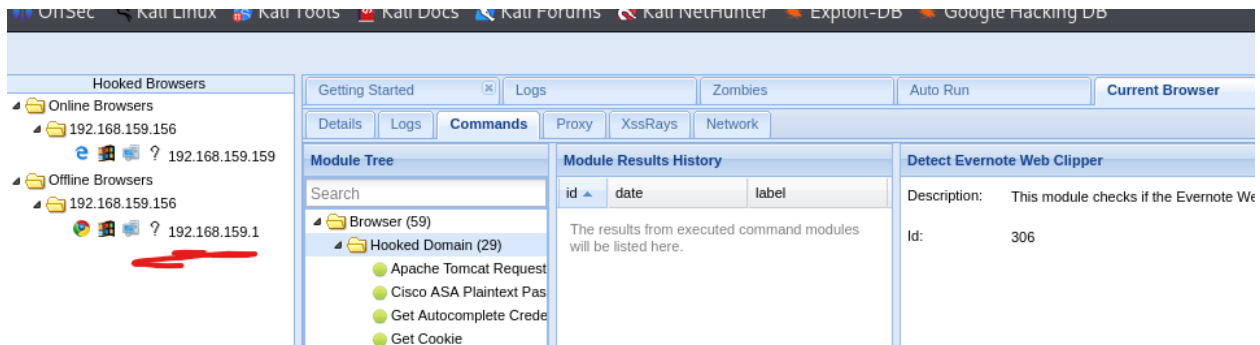 OffSec Kali Linux Kali Tools Kali Docs Kali Forums Kali NetHunter Exploit-DB Google Hacking DB
Hooked Browsers
Online Browsers
192.168.159.156
? 192.168.159.159
Offline Browsers
192.168.159.156
? 192.168.159.1
Getting Started Logs Zombies Auto Run Current Browser
Details Logs Commands Proxy XssRays Network
Module Tree
Search
Browser (59)
Hooked Domain (29)
Apache Tomcat Request
Cisco ASA Plaintext Pas
Get Autocomplete Crede
Get Cookie
Module Results History
id date label
The results from executed command modules
will be listed here.
Detect Evernote Web Clipper
Description: This module checks if the Evernote We
Id: 306